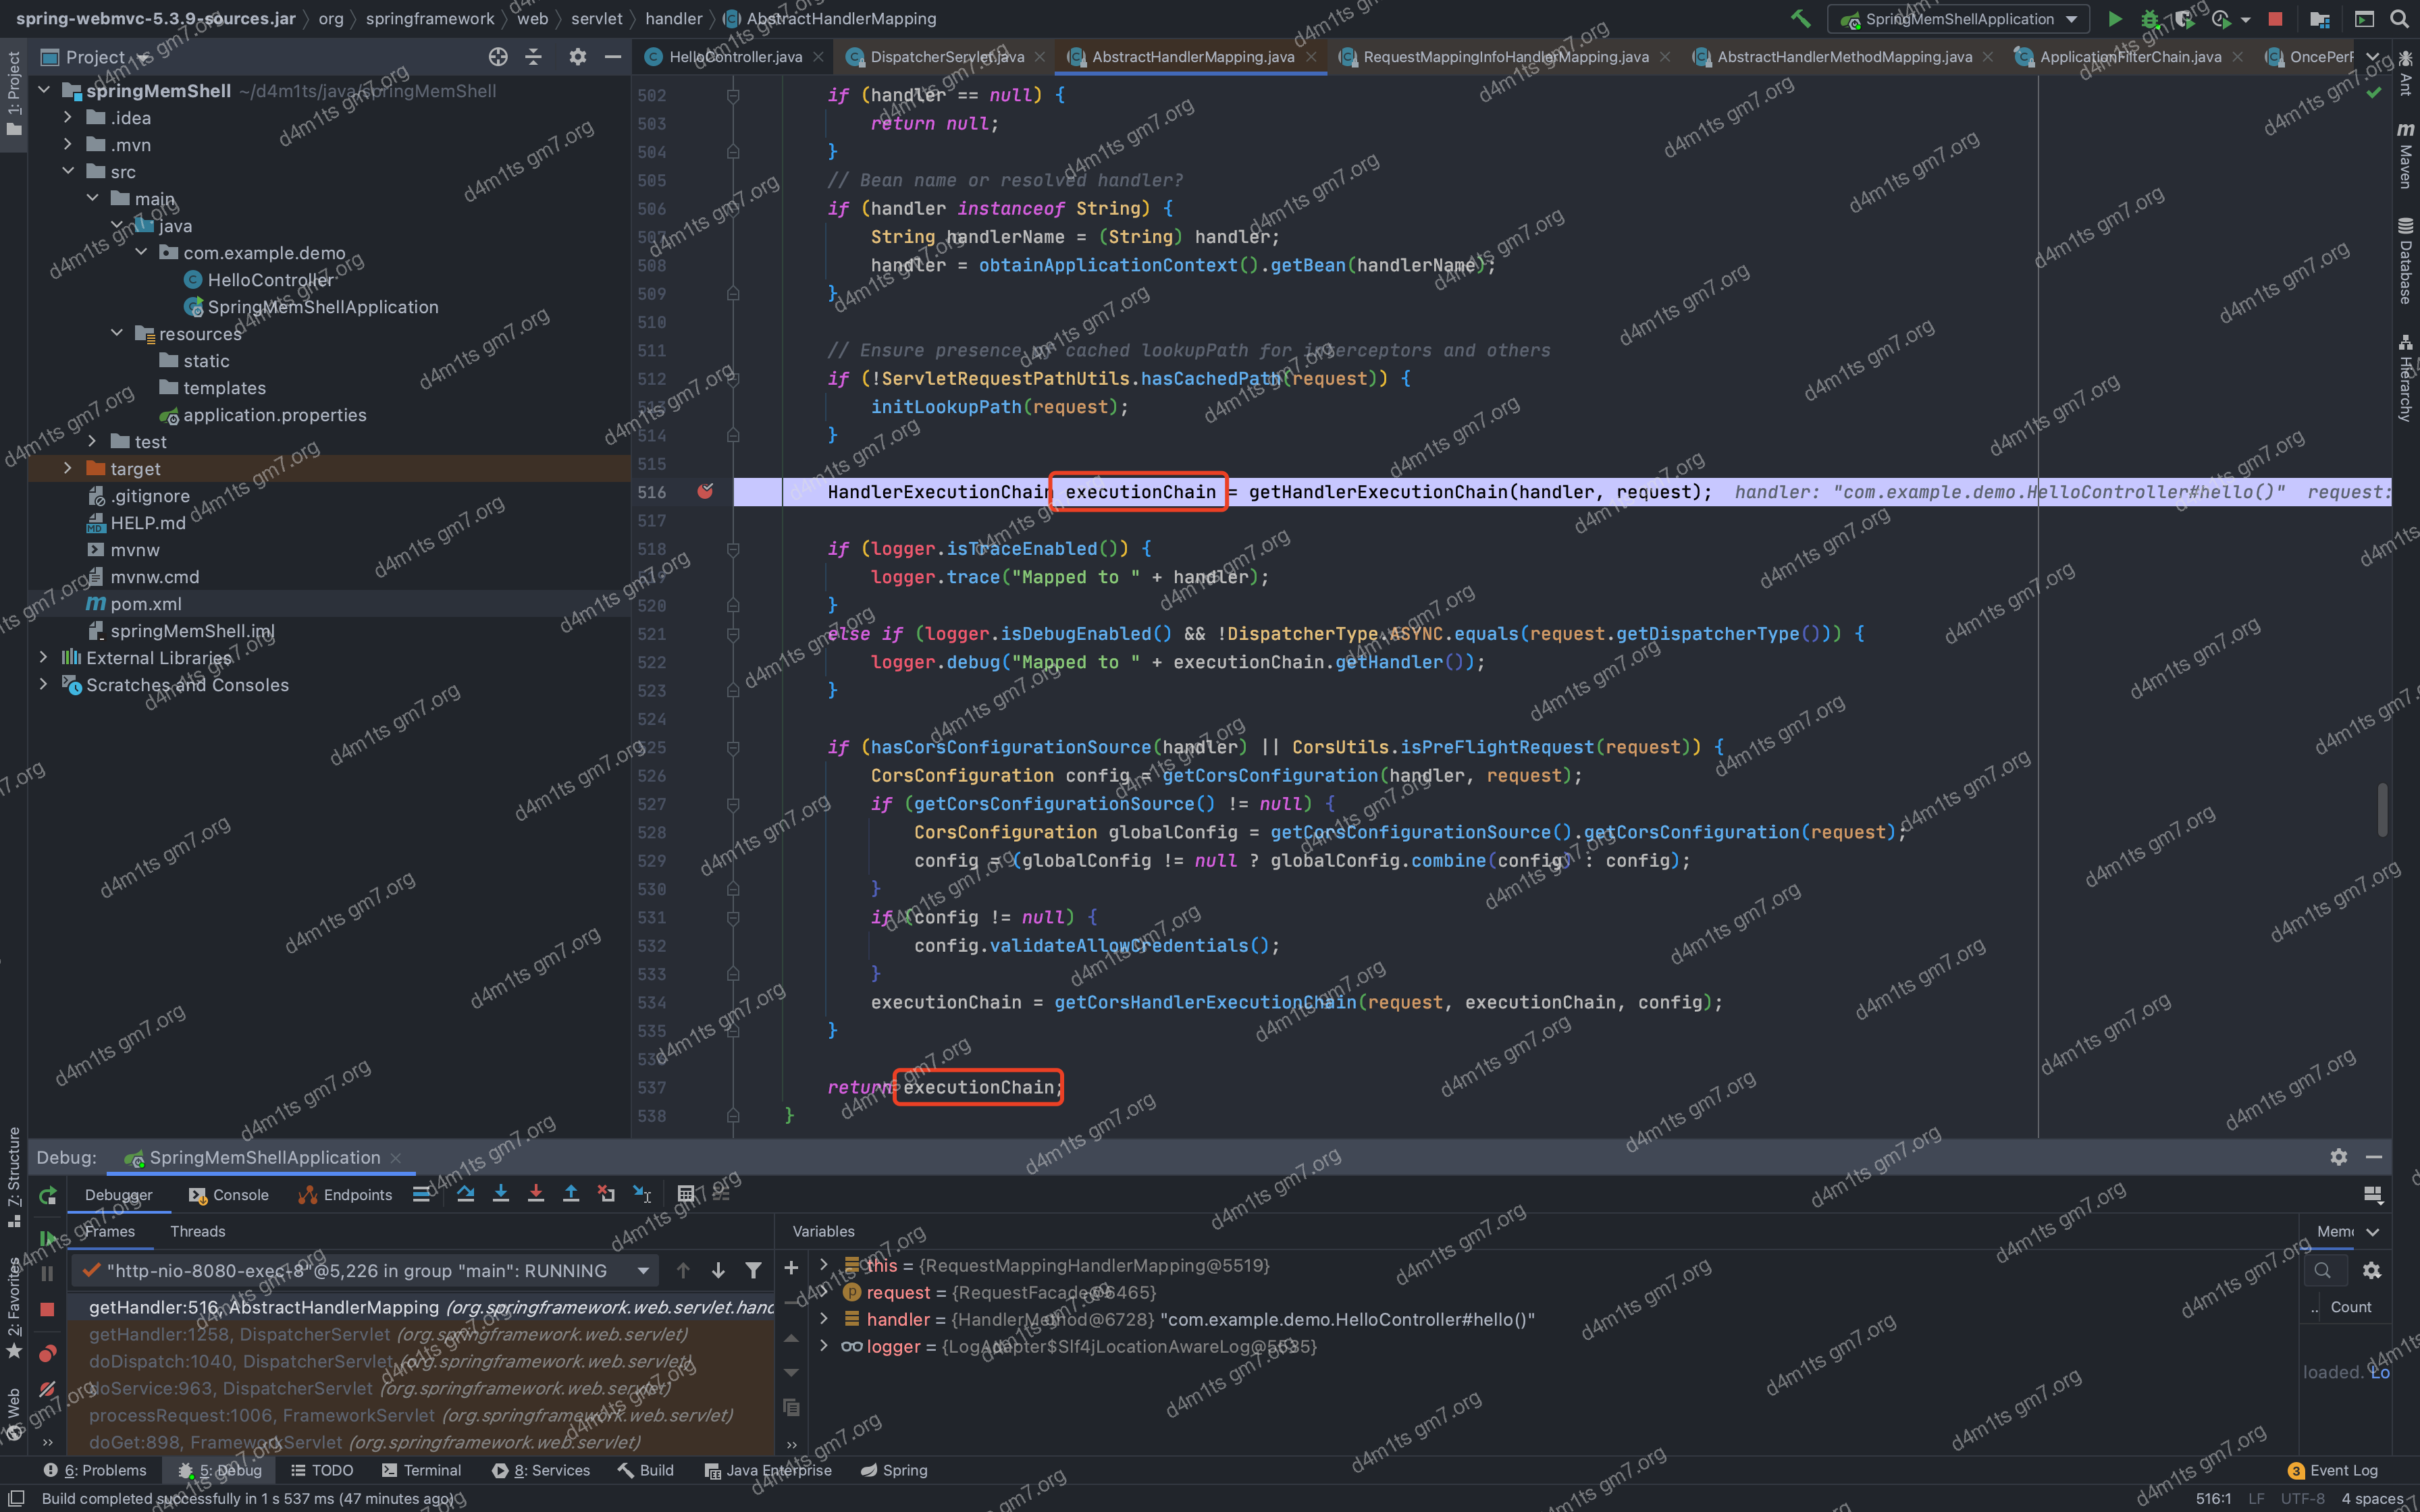 spring-webmvc-5.3.9-sources.jar org springframework web servlet handler AbstractHandlerMapping
SpringMemShellApplication
Project
HelloController.java
DispatcherServlet.java
AbstractHandlerMapping.java
RequestMappingInfoHandlerMapping.java
AbstractHandlerMethodMapping.java
ApplicationFilterChain.java
OncePerF
1: Project
springMemShell ~/d4m1ts/java/springMemShell
.idea
.mvn
src
main
java
com.example.demo
HelloController
SpringMemShellApplication
resources
static
templates
application.properties
test
target
.gitignore
HELP.md
mvnw
mvnw.cmd
pom.xml
springMemShell.iml
External Libraries
Scratches and Consoles
502 if (handler == null) {
503 return null;
504 }
505 // Bean name or resolved handler?
506 if (handler instanceof String) {
507 String handlerName = (String) handler;
508 handler = obtainApplicationContext().getBean(handlerName);
509 }
510
511 // Ensure presence of cached lookupPath for interceptors and others
512 if (!ServletRequestPathUtils.hasCachedPath(request)) {
513 initLookupPath(request);
514 }
515
516 HandlerExecutionChain executionChain = getHandlerExecutionChain(handler, request); handler: "com.example.demo.HelloController#hello()" request:
517
518 if (logger.isTraceEnabled()) {
519 logger.trace("Mapped to " + handler);
520 }
521 else if (logger.isDebugEnabled() && !DispatcherType.ASYNC.equals(request.getDispatcherType())) {
522 logger.debug("Mapped to " + executionChain.getHandler());
523 }
524
525 if (hasCorsConfigurationSource(handler) || CorsUtils.isPreFlightRequest(request)) {
526 CorsConfiguration config = getCorsConfiguration(handler, request);
527 if (getCorsConfigurationSource() != null) {
528 CorsConfiguration globalConfig = getCorsConfigurationSource().getCorsConfiguration(request);
529 config = (globalConfig != null ? globalConfig.combine(config) : config);
530 }
531 if (config != null) {
532 config.validateAllowCredentials();
533 }
534 executionChain = getCorsHandlerExecutionChain(request, executionChain, config);
535 }
536
537 return executionChain;
538 }
Ant
Maven
Database
Hierarchy
7: Structure
2: Favorites
Web
Debug: SpringMemShellApplication
Debugger Console Endpoints
Frames Threads
Variables
Mem
"http-nio-8080-exec-8"@5,226 in group "main": RUNNING
getHandler:516, AbstractHandlerMapping (org.springframework.web.servlet.hand
getHandler:1258, DispatcherServlet (org.springframework.web.servlet)
doDispatch:1040, DispatcherServlet (org.springframework.web.servlet)
doService:963, DispatcherServlet (org.springframework.web.servlet)
processRequest:1006, FrameworkServlet (org.springframework.web.servlet)
doGet:898, FrameworkServlet (org.springframework.web.servlet)
this = {RequestMappingHandlerMapping@5519}
request = {RequestFacade@6465}
handler = {HandlerMethod@6728} "com.example.demo.HelloController#hello()"
logger = {LogAdapter$Slf4jLocationAwareLog@5535}
.. Count
loaded. Lo
6: Problems 5: Debug TODO Terminal 8: Services Build Java Enterprise Spring
3 Event Log
Build completed successfully in 1 s 537 ms (47 minutes ago)
516:1 LF UTF-8 4 spaces
d4m1ts gm7.org